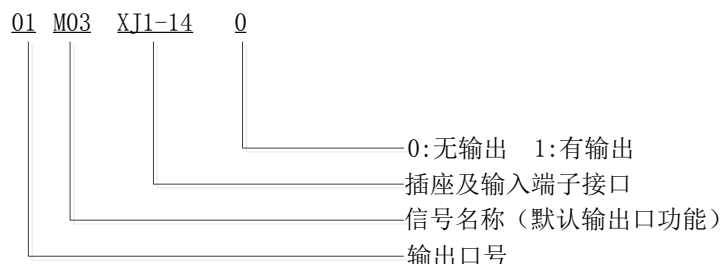 01 M03 XJ1-14 0
0:无输出 1:有输出
插座及输入端子接口
信号名称（默认输出口功能）
输出口号